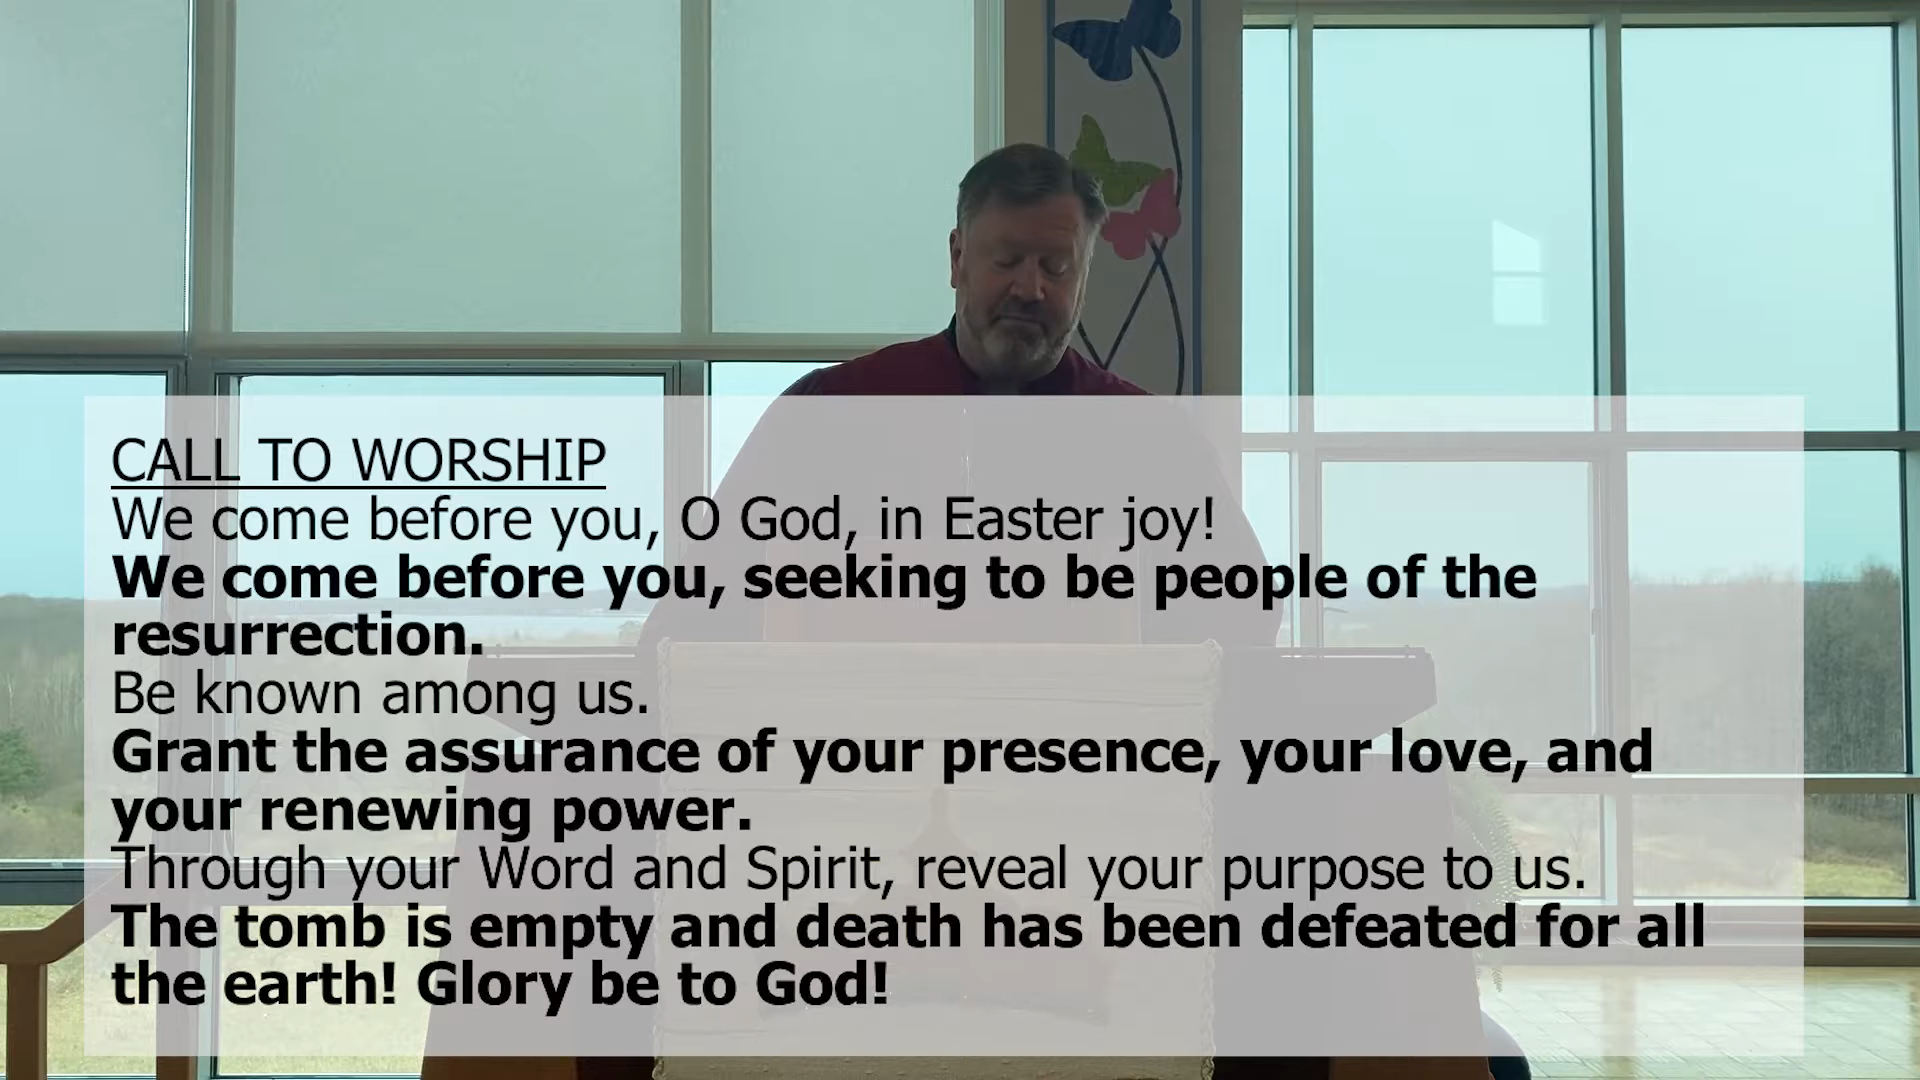 CALL TO WORSHIP
We come before you, O God, in Easter joy!
We come before you, seeking to be people of the
resurrection.
Be known among us.
Grant the assurance of your presence, your love, and
your renewing power.
Through your Word and Spirit, reveal your purpose to us.
The tomb is empty and death has been defeated for all
the earth! Glory be to God!